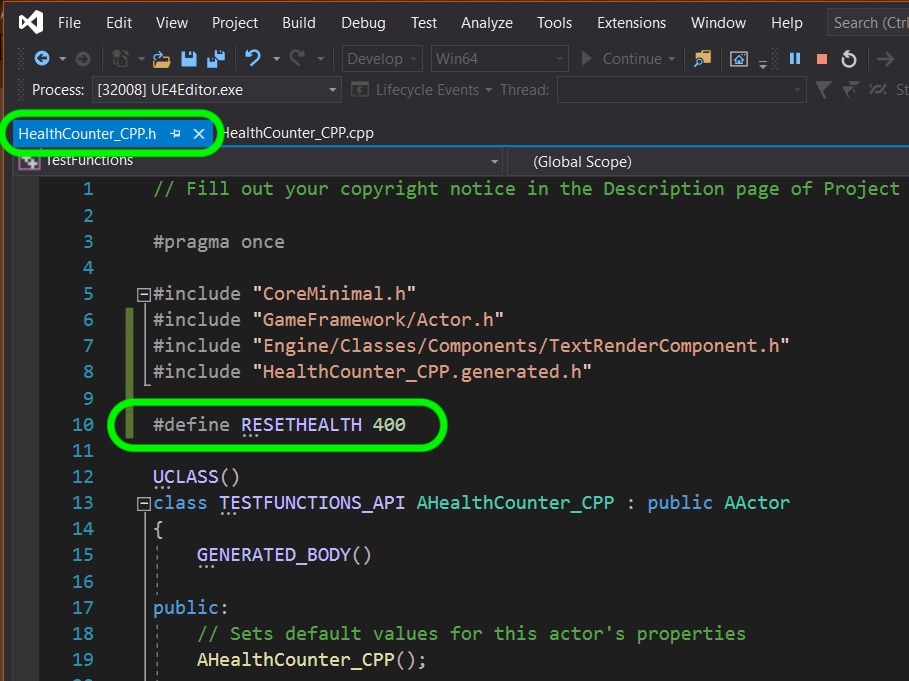 File Edit View Project Build Debug Test Analyze Tools Extensions Window Help Search (Ctrl
Develop Win64 Continue
Process: [32008] UE4Editor.exe Lifecycle Events Thread: St
HealthCounter_CPP.h HealthCounter_CPP.cpp
TestFunctions (Global Scope)
1 // Fill out your copyright notice in the Description page of Project
2
3 #pragma once
4
5 #include "CoreMinimal.h"
6 #include "GameFramework/Actor.h"
7 #include "Engine/Classes/Components/TextRenderComponent.h"
8 #include "HealthCounter_CPP.generated.h"
9
10 #define RESETHEALTH 400
11
12 UCLASS()
13 class TESTFUNCTIONS_API AHealthCounter_CPP : public AActor
14 {
15 GENERATED_BODY()
16
17 public:
18 // Sets default values for this actor's properties
19 AHealthCounter_CPP();